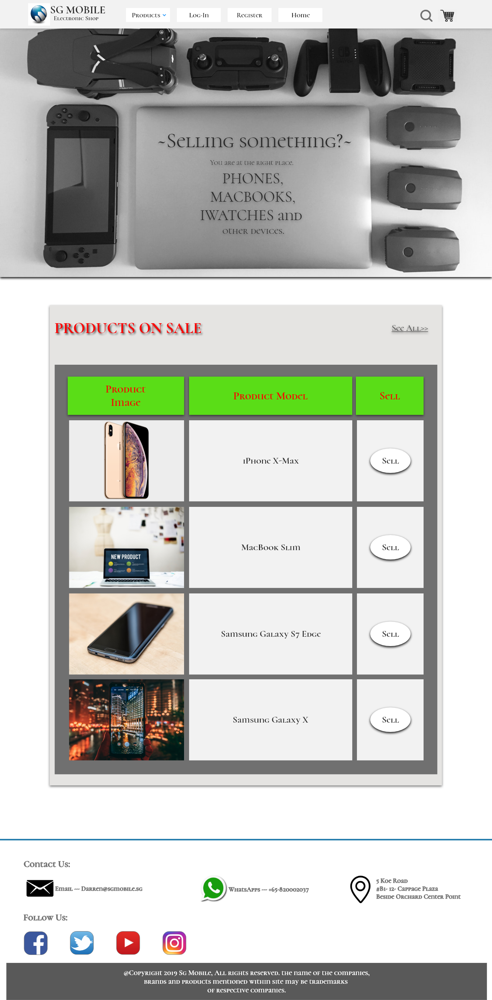 SG MOBILE
Electronic Shop
Products
Log-In
Register
Home
~Selling something?~
You are at the right place.
PHONES,
MACBOOKS,
IWATCHES and
other devices.
PRODUCTS ON SALE
See All>>
Product
Image
Product Model
Sell
iPhone X-Max
Sell
NEW PRODUCT
MacBook Slim
Sell
Samsung Galaxy S7 Edge
Sell
Samsung Galaxy X
Sell
Contact Us:
Email --- Darren@sgmobile.sg
WhatsApps --- +65-820002037
5 Koe Road
#B1- 12- Cappage Plaza
Beside Orchard Center Point
Follow Us:
@Copyright 2019 Sg Mobile, All rights reserved. the name of the companies,
brands and products mentioned within site may be trademarks
of respective companies.